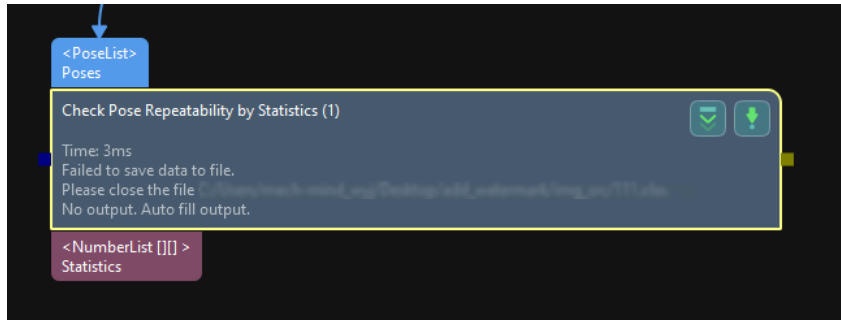 <PoseList>
Poses
Check Pose Repeatability by Statistics (1)
Time: 3ms
Failed to save data to file.
Please close the file
No output. Auto fill output.
<NumberList [][] >
Statistics